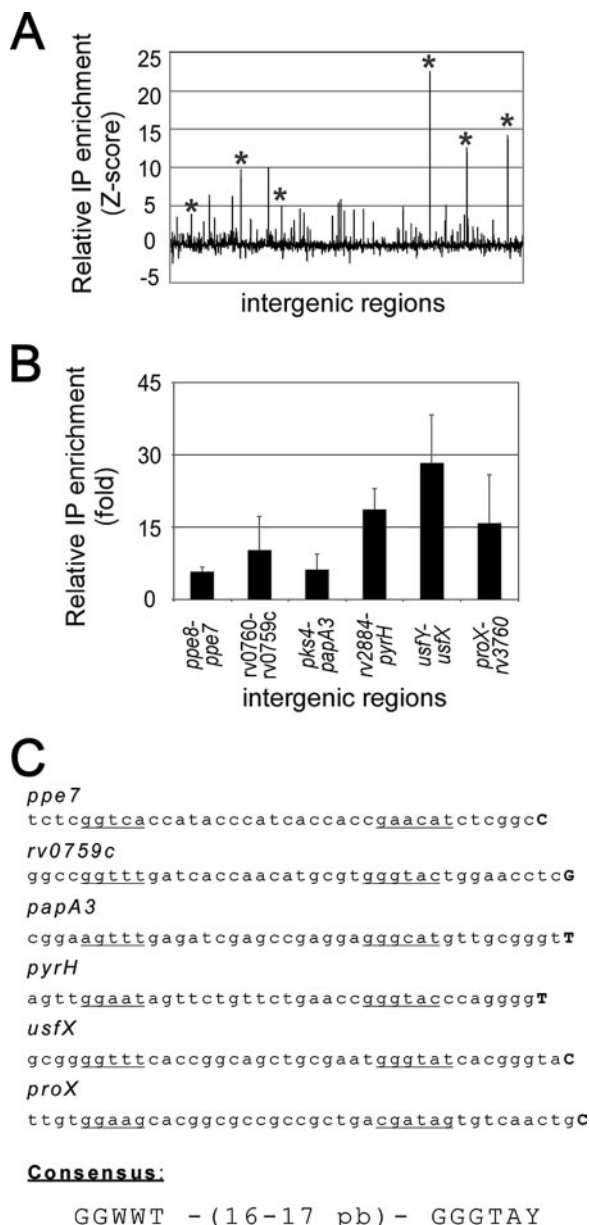 A
Relative IP enrichment
(Z-score)
25
20
15
10
5
0
-5
*
*
*
*
*
*
intergenic regions
B
Relative IP enrichment
(fold)
45
30
15
0
ppe8-
ppe7
rv0760-
rv0759c
pks4-
papA3
rv2884-
pyrH
usfY-
usfX
proX-
rv3760
intergenic regions
C
ppe7
tctcggtcaccatacccatcaccaccgaacatctcggcC
rv0759c
ggccggtttgatcaccaacatgcgtgggtactggaacctcG
papA3
cggaagtttgagatcgagccgaggagggcatgttgcgggtT
pyrH
agttggaatagttctgttctgaaccgggtacccaggggT
usfX
gcggggtttcaccggcagctgcgaatgggtatcacgggtaC
proX
ttgtggaagcacggcgccgccgctgacgatagtgtcaactgC
Consensus:
GGWWT -(16-17 pb)- GGGTAY